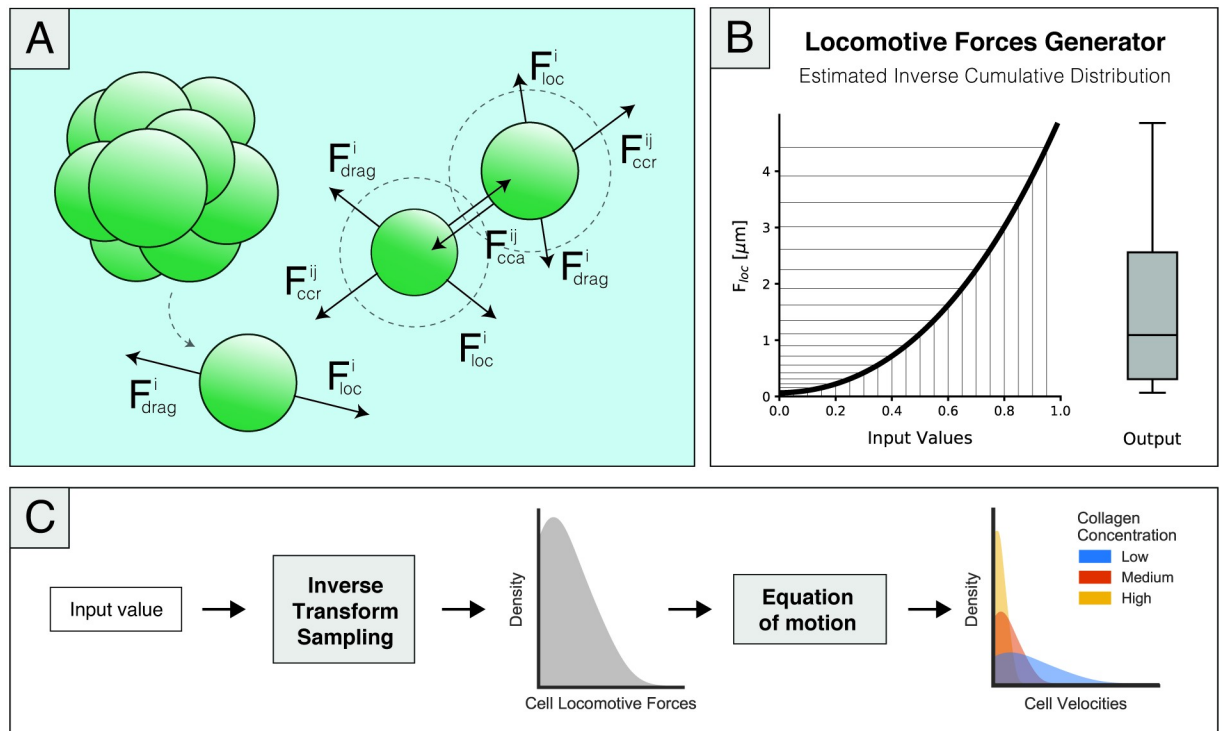 A
F^i_loc
F^ij_ccr
F^i_drag
F^ij_cca
F^i_drag
F^ij_ccr
F^i_loc
F^i_drag
F^i_loc
B
Locomotive Forces Generator
Estimated Inverse Cumulative Distribution
F_loc [μm]
4
3
2
1
0
0.0 0.2 0.4 0.6 0.8 1.0
Input Values
Output
C
Input value
Inverse
Transform
Sampling
Density
Cell Locomotive Forces
Equation
of motion
Density
Cell Velocities
Collagen
Concentration
Low
Medium
High